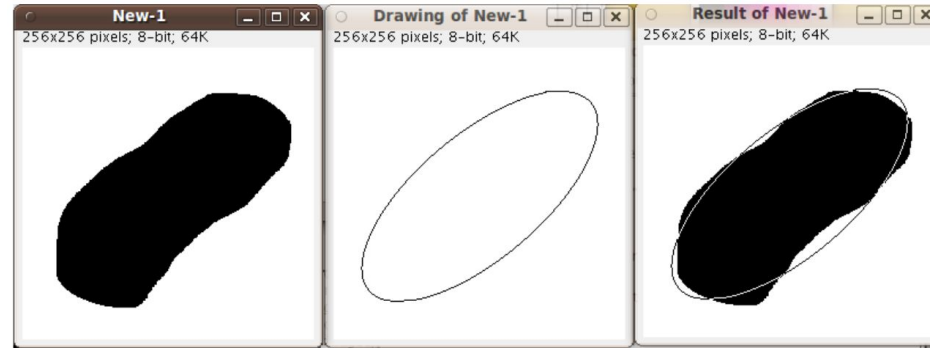 New-1
256x256 pixels; 8-bit; 64K
Drawing of New-1
256x256 pixels; 8-bit; 64K
Result of New-1
256x256 pixels; 8-bit; 64K